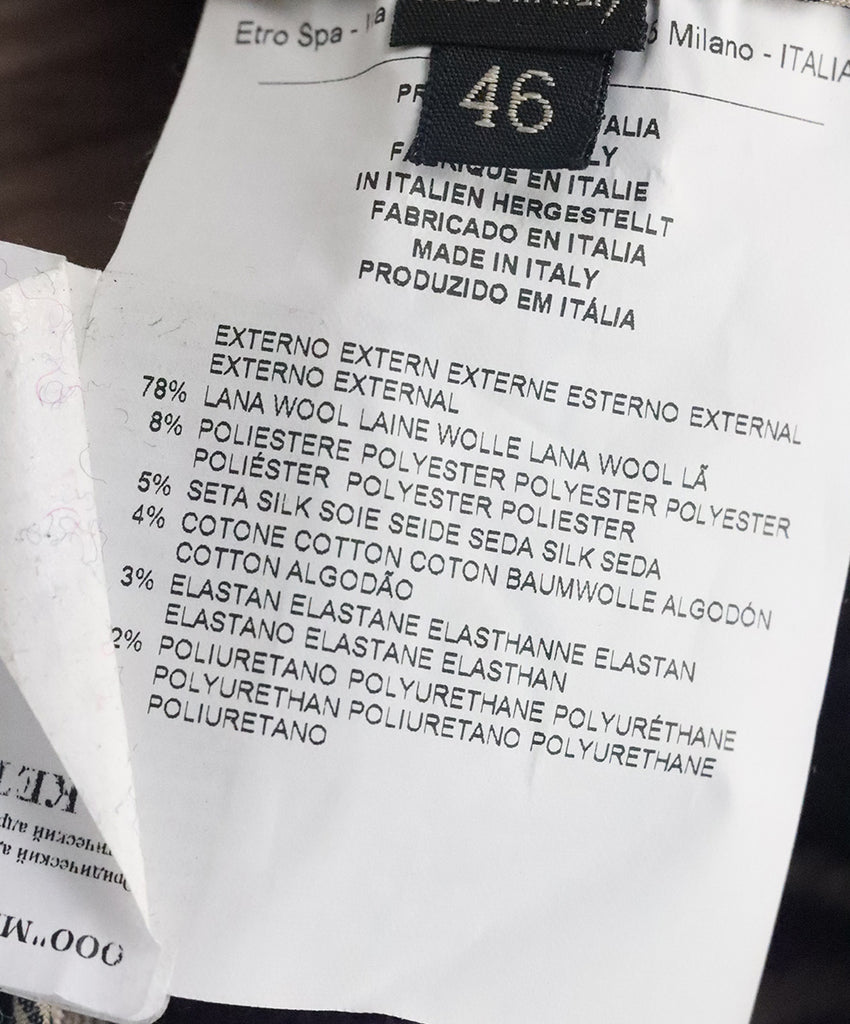 Etro Spa - Milano - ITALIA
46
EN ITALIE
IN ITALIEN HERGESTELLT
FABRICADO EN ITALIA
MADE IN ITALY
PRODUZIDO EM ITÁLIA
EXTERNO EXTERN EXTERNE ESTERNO EXTERNAL
EXTERNO EXTERNAL
78% LANA WOOL LAINE WOLLE LANA WOOL LÃ
8% POLIESTERE POLYESTER POLYESTER POLYESTER
POLIÉSTER POLYESTER POLIESTER
5% SETA SILK SOIE SEIDE SEDA SILK SEDA
4% COTONE COTTON COTON BAUMWOLLE ALGODÓN
COTTON ALGODÃO
3% ELASTAN ELASTANE ELASTHANNE ELASTAN
ELASTANO ELASTANE ELASTHAN
2% POLIURETANO POLYURETHANE POLYURÉTHANE
POLYURETHAN POLIURETANO POLYURETHANE
POLIURETANO
ООО